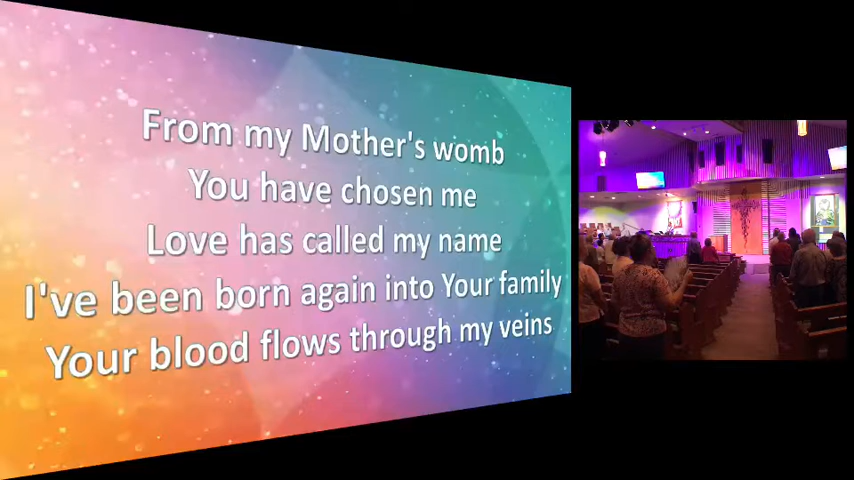 From my Mother's womb
You have chosen me
Love has called my name
I've been born again into Your family
Your blood flows through my veins